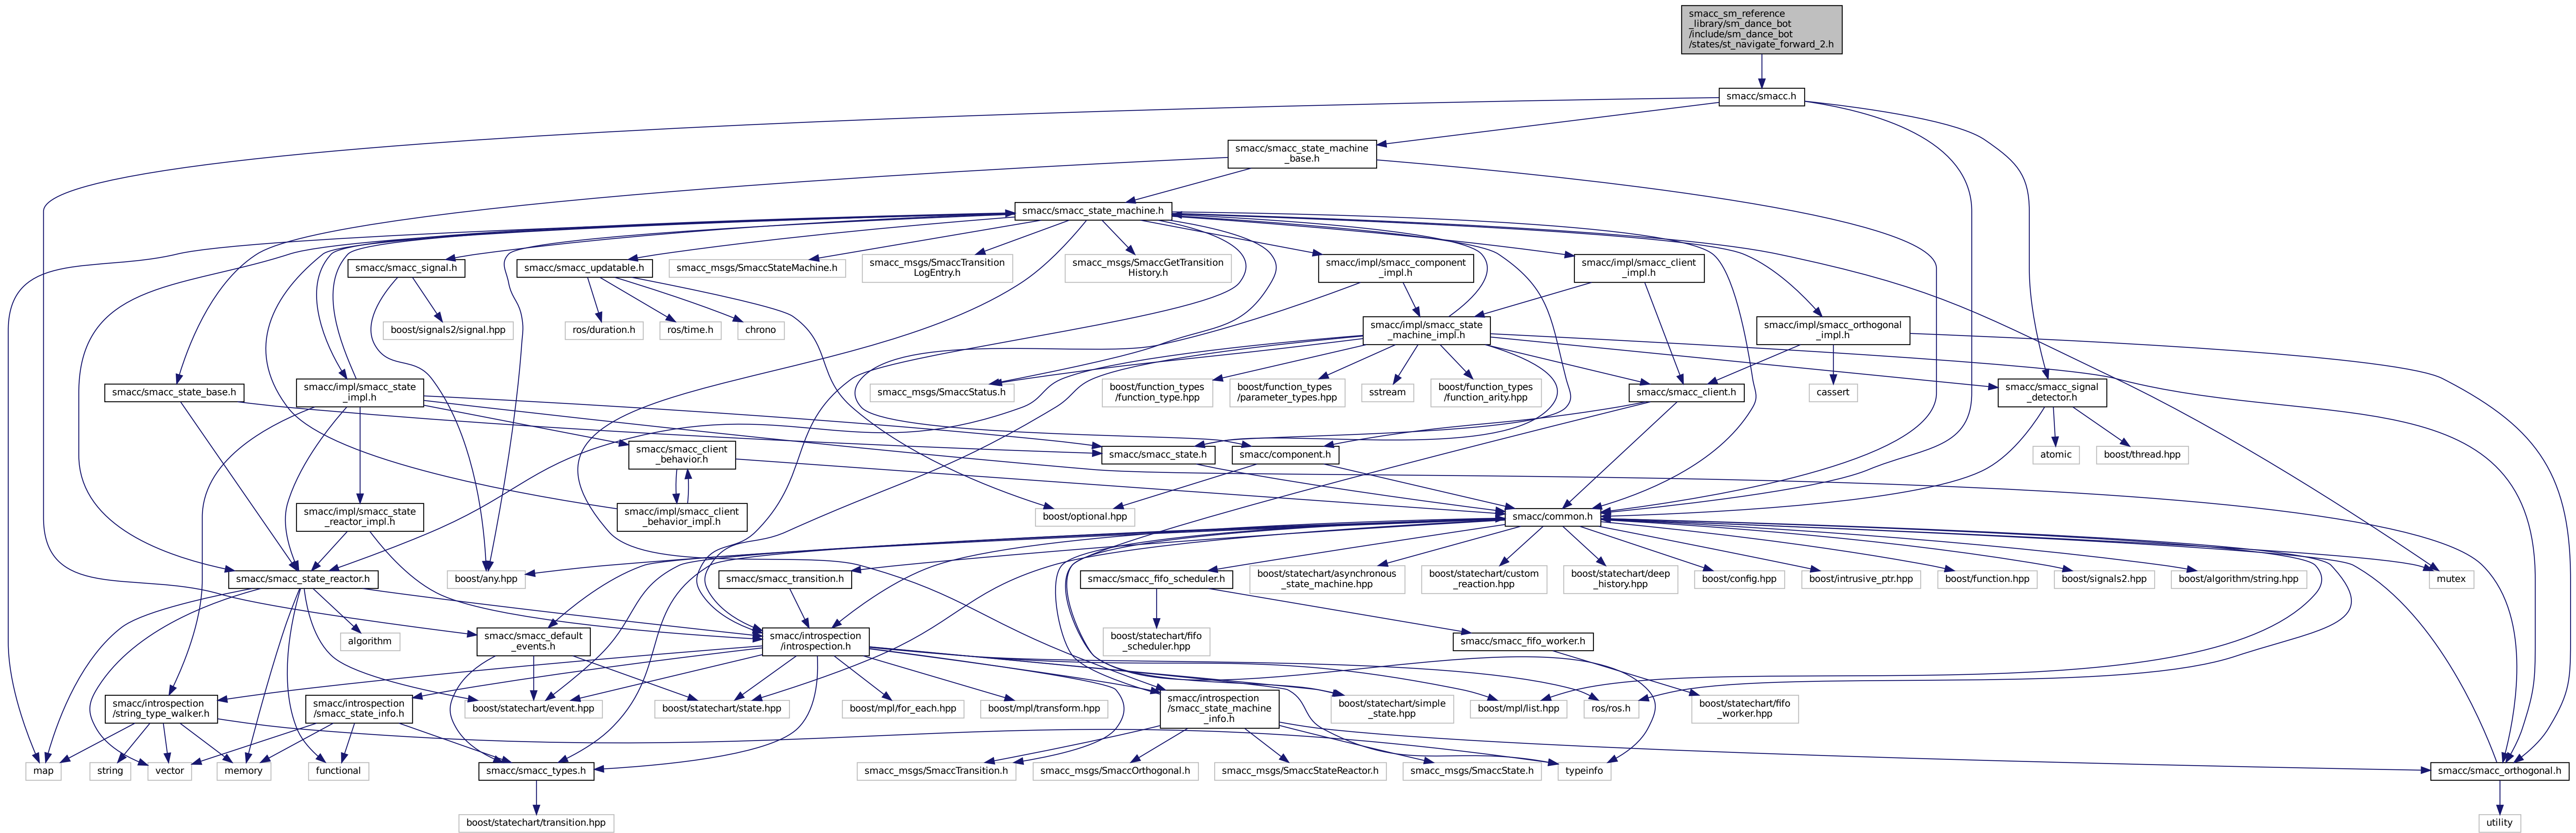 smacc_sm_reference
_library/sm_dance_bot
/include/sm_dance_bot
/states/st_navigate_forward_2.h
smacc/smacc.h
smacc/smacc_state_machine
_base.h
smacc/smacc_state_machine.h
smacc/smacc_signal.h
smacc/smacc_updatable.h
smacc_msgs/SmaccStateMachine.h
smacc_msgs/SmaccTransition
LogEntry.h
smacc_msgs/SmaccGetTransition
History.h
smacc/impl/smacc_component
_impl.h
smacc/impl/smacc_client
_impl.h
boost/signals2/signal.hpp
ros/duration.h
ros/time.h
chrono
smacc/impl/smacc_state
_machine_impl.h
smacc/impl/smacc_orthogonal
_impl.h
smacc/smacc_state_base.h
smacc/impl/smacc_state
_impl.h
smacc_msgs/SmaccStatus.h
boost/function_types
/function_type.hpp
boost/function_types
/parameter_types.hpp
sstream
boost/function_types
/function_arity.hpp
smacc/smacc_client.h
cassert
smacc/smacc_signal
_detector.h
smacc/smacc_client
_behavior.h
smacc/smacc_state.h
smacc/component.h
atomic
boost/thread.hpp
smacc/impl/smacc_state
_reactor_impl.h
smacc/impl/smacc_client
_behavior_impl.h
boost/optional.hpp
smacc/common.h
smacc/smacc_state_reactor.h
boost/any.hpp
smacc/smacc_transition.h
smacc/smacc_fifo_scheduler.h
boost/statechart/asynchronous
_state_machine.hpp
boost/statechart/custom
_reaction.hpp
boost/statechart/deep
_history.hpp
boost/config.hpp
boost/intrusive_ptr.hpp
boost/function.hpp
boost/signals2.hpp
boost/algorithm/string.hpp
mutex
algorithm
smacc/smacc_default
_events.h
smacc/introspection
/introspection.h
boost/statechart/fifo
_scheduler.hpp
smacc/smacc_fifo_worker.h
smacc/introspection
/string_type_walker.h
smacc/introspection
/smacc_state_info.h
boost/statechart/event.hpp
boost/statechart/state.hpp
boost/mpl/for_each.hpp
boost/mpl/transform.hpp
smacc/introspection
/smacc_state_machine
_info.h
boost/statechart/simple
_state.hpp
boost/mpl/list.hpp
ros/ros.h
boost/statechart/fifo
_worker.hpp
map
string
vector
memory
functional
smacc/smacc_types.h
smacc_msgs/SmaccTransition.h
smacc_msgs/SmaccOrthogonal.h
smacc_msgs/SmaccStateReactor.h
smacc_msgs/SmaccState.h
typeinfo
smacc/smacc_orthogonal.h
boost/statechart/transition.hpp
utility